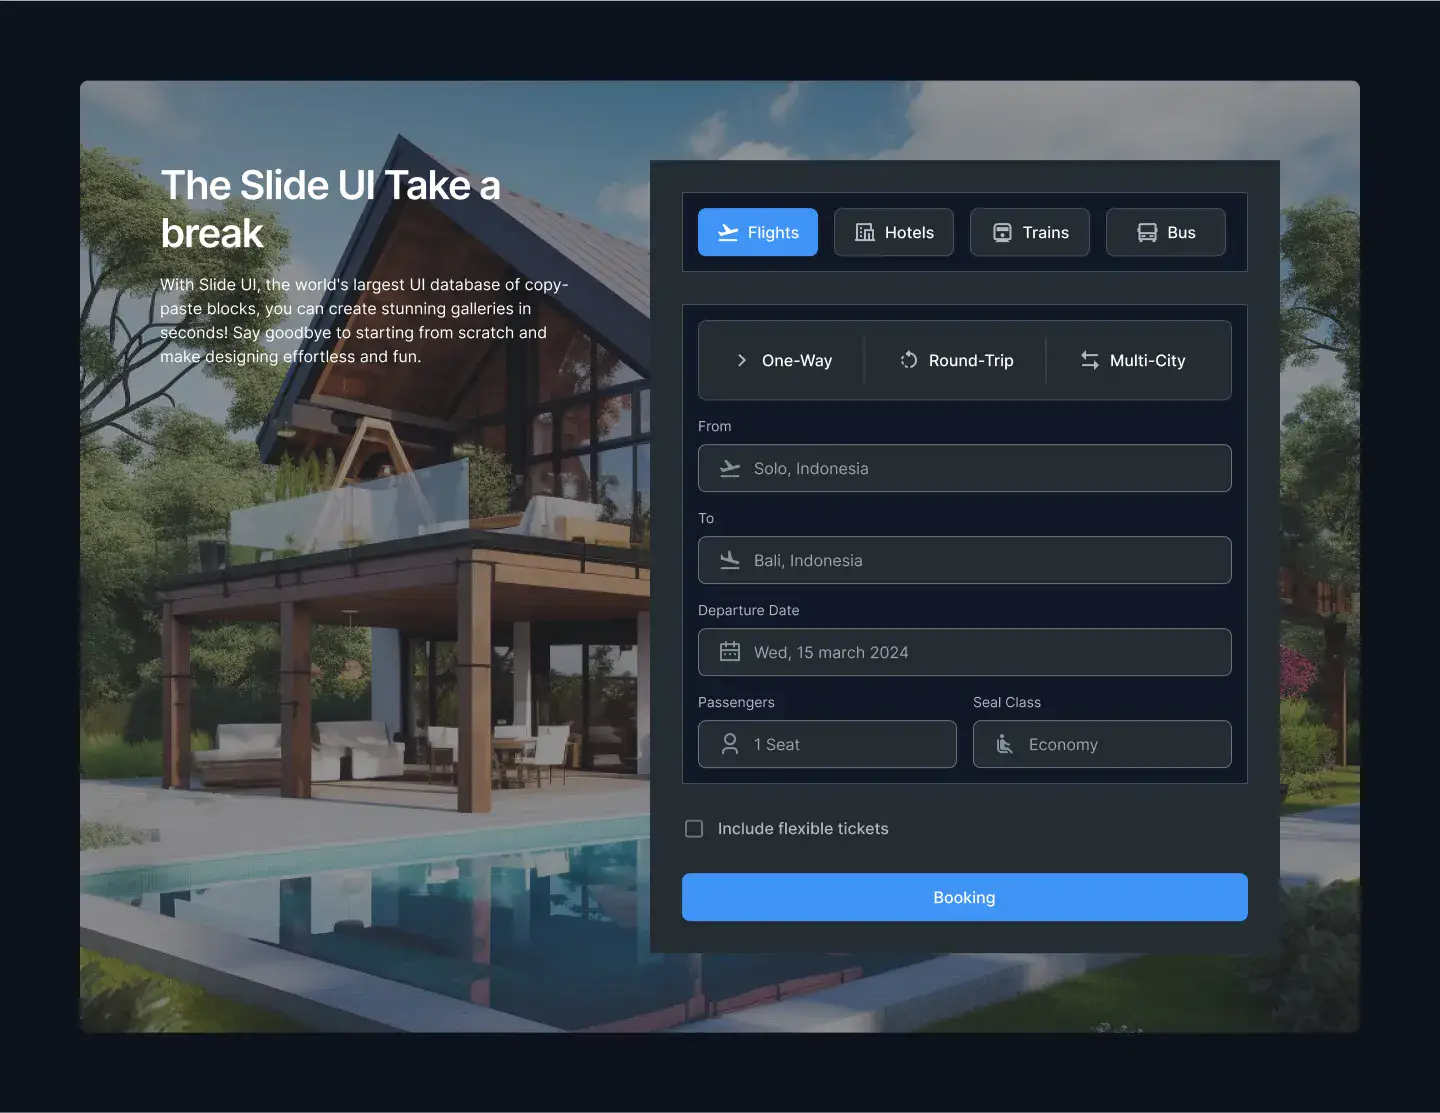 The Slide UI Take a
break
With Slide UI, the world's largest UI database of copy-
paste blocks, you can create stunning galleries in
seconds! Say goodbye to starting from scratch and
make designing effortless and fun.
Flights
Hotels
Trains
Bus
One-Way
Round-Trip
Multi-City
From
Solo, Indonesia
To
Bali, Indonesia
Departure Date
Wed, 15 march 2024
Passengers
Seal Class
1 Seat
Economy
Include flexible tickets
Booking